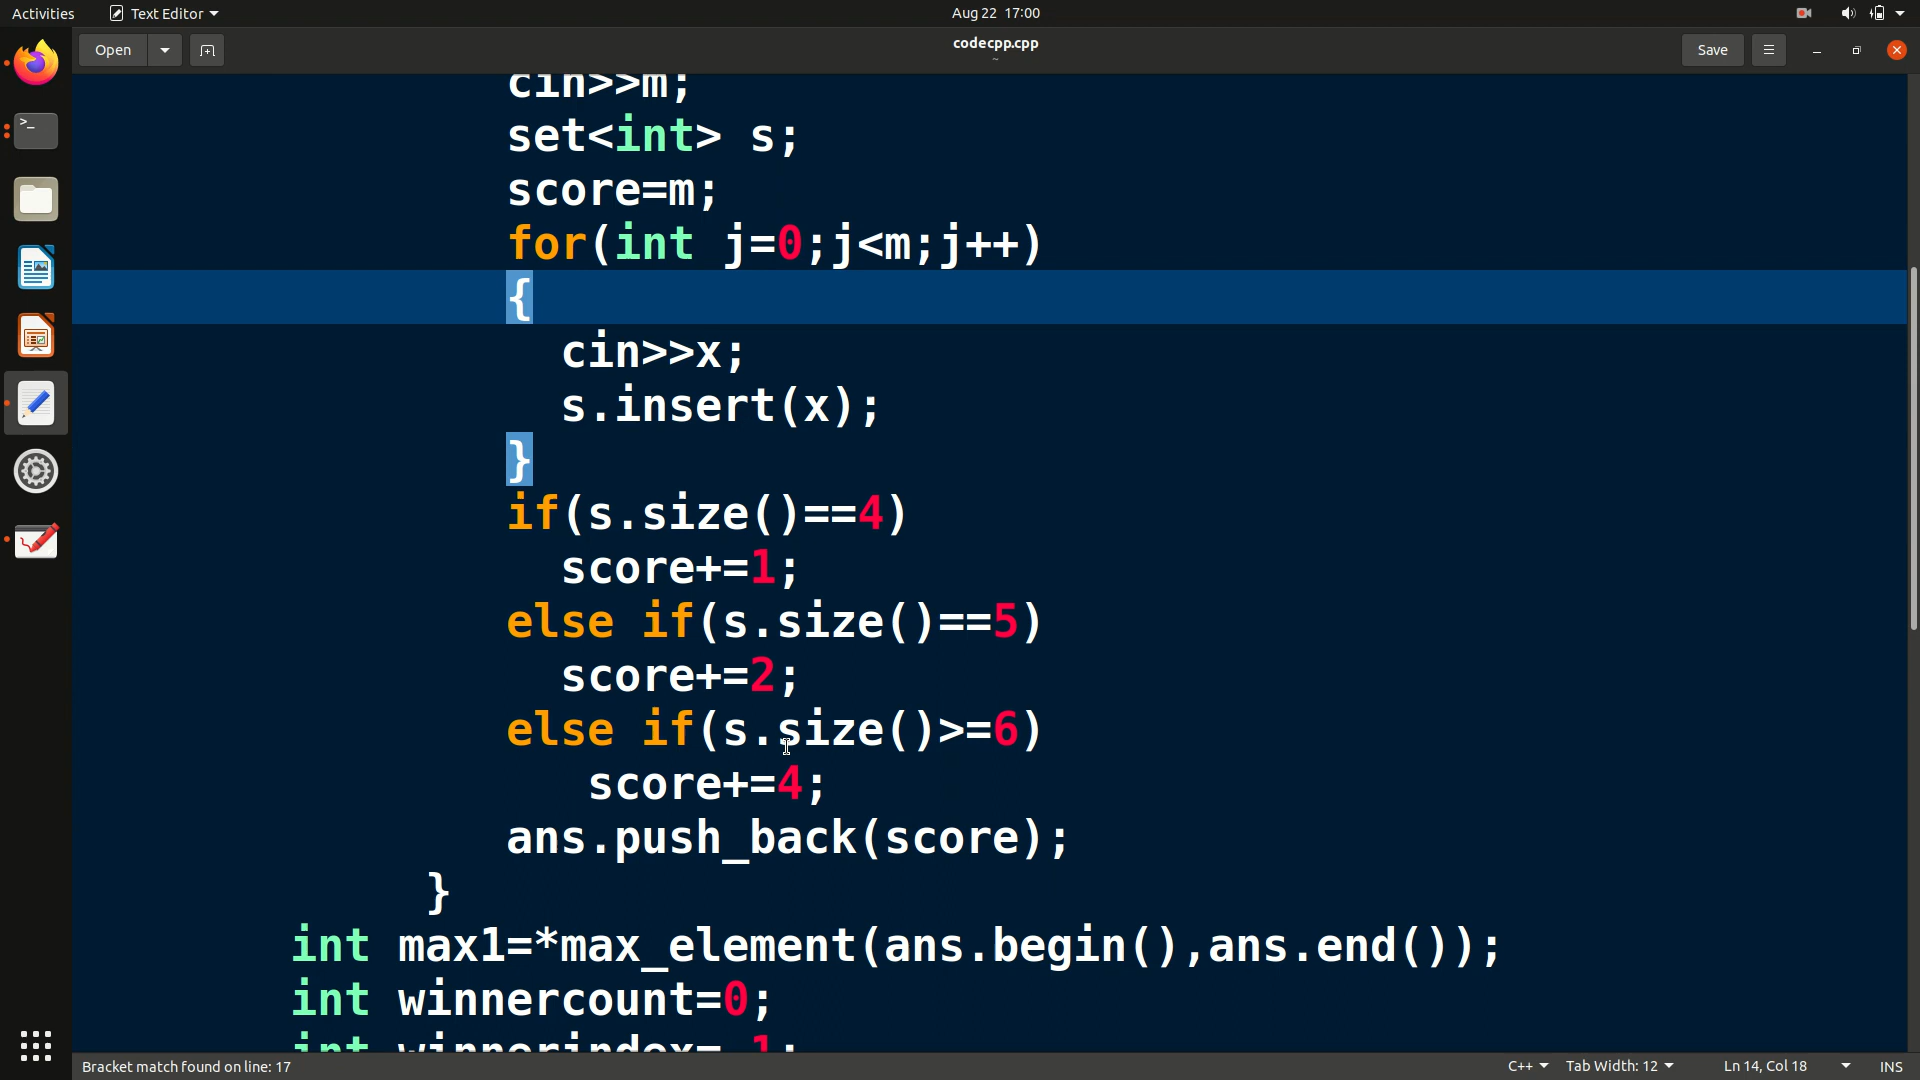 Activities
Text Editor
Aug 22 17:00
Open
codecpp.cpp
~
Save
cin>>m;
set<int> s;
score=m;
for(int j=0;j<m;j++)
{
cin>>x;
s.insert(x);
}
if(s.size()==4)
score+=1;
else if(s.size()==5)
score+=2;
else if(s.size()>=6)
score+=4;
ans.push_back(score);
}
int max1=*max_element(ans.begin(),ans.end());
int winnercount=0;
int winnerindex=-1;
Bracket match found on line: 17
C++
Tab Width: 12
Ln 14, Col 18
INS